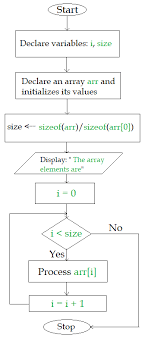 Start
Declare variables: i, size
Declare an array arr and
initializes its values
size <-- sizeof(arr)/sizeof(arr[0])
Display: " The array
elements are"
i = 0
i < size
No
Yes
Process arr[i]
i = i + 1
Stop